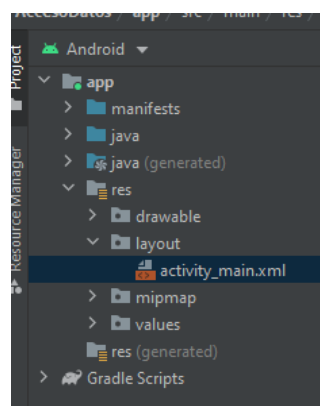 AccesoDatos / app / src / main / res /
Project
Android
app
manifests
java
java (generated)
res
drawable
layout
activity_main.xml
mipmap
values
res (generated)
Gradle Scripts
Resource Manager